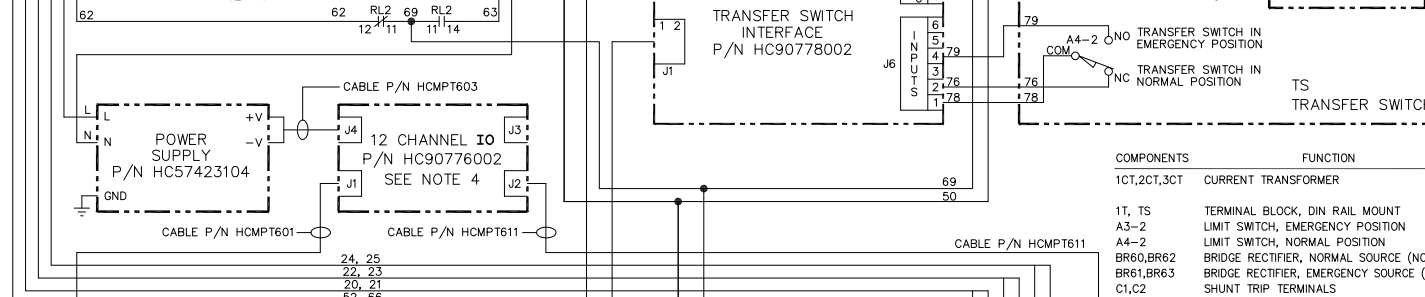 62
62
RL2
69
RL2
63
12
11
11
14
TRANSFER SWITCH
INTERFACE
P/N HC90778002
1 2
J1
J6
INPUTS
6
5
4
3
2
1
79
76
78
79
76
78
A4-2
NO
TRANSFER SWITCH IN
EMERGENCY POSITION
COM
NC
TRANSFER SWITCH IN
NORMAL POSITION
TS
TRANSFER SWITC
CABLE P/N HCMPT603
L
L
N
N
+V
-V
POWER
SUPPLY
P/N HC57423104
GND
J4
J3
12 CHANNEL IO
P/N HC90776002
SEE NOTE 4
J1
J2
CABLE P/N HCMPT601
CABLE P/N HCMPT611
69
50
CABLE P/N HCMPT611
24, 25
22, 23
20, 21
52, 66
COMPONENTS FUNCTION
1CT,2CT,3CT CURRENT TRANSFORMER
1T, TS TERMINAL BLOCK, DIN RAIL MOUNT
A3-2 LIMIT SWITCH, EMERGENCY POSITION
A4-2 LIMIT SWITCH, NORMAL POSITION
BR60,BR62 BRIDGE RECTIFIER, NORMAL SOURCE (NO
BR61,BR63 BRIDGE RECTIFIER, EMERGENCY SOURCE (
C1,C2 SHUNT TRIP TERMINALS